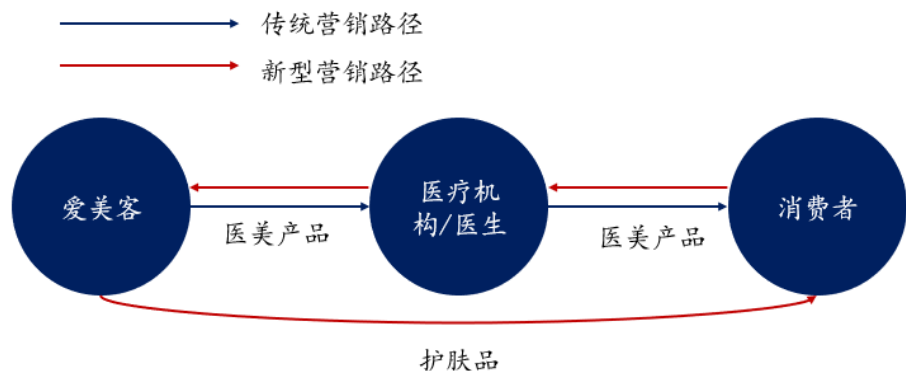 传统营销路径
新型营销路径
爱美客
医疗机
构/医生
消费者
医美产品
医美产品
护肤品